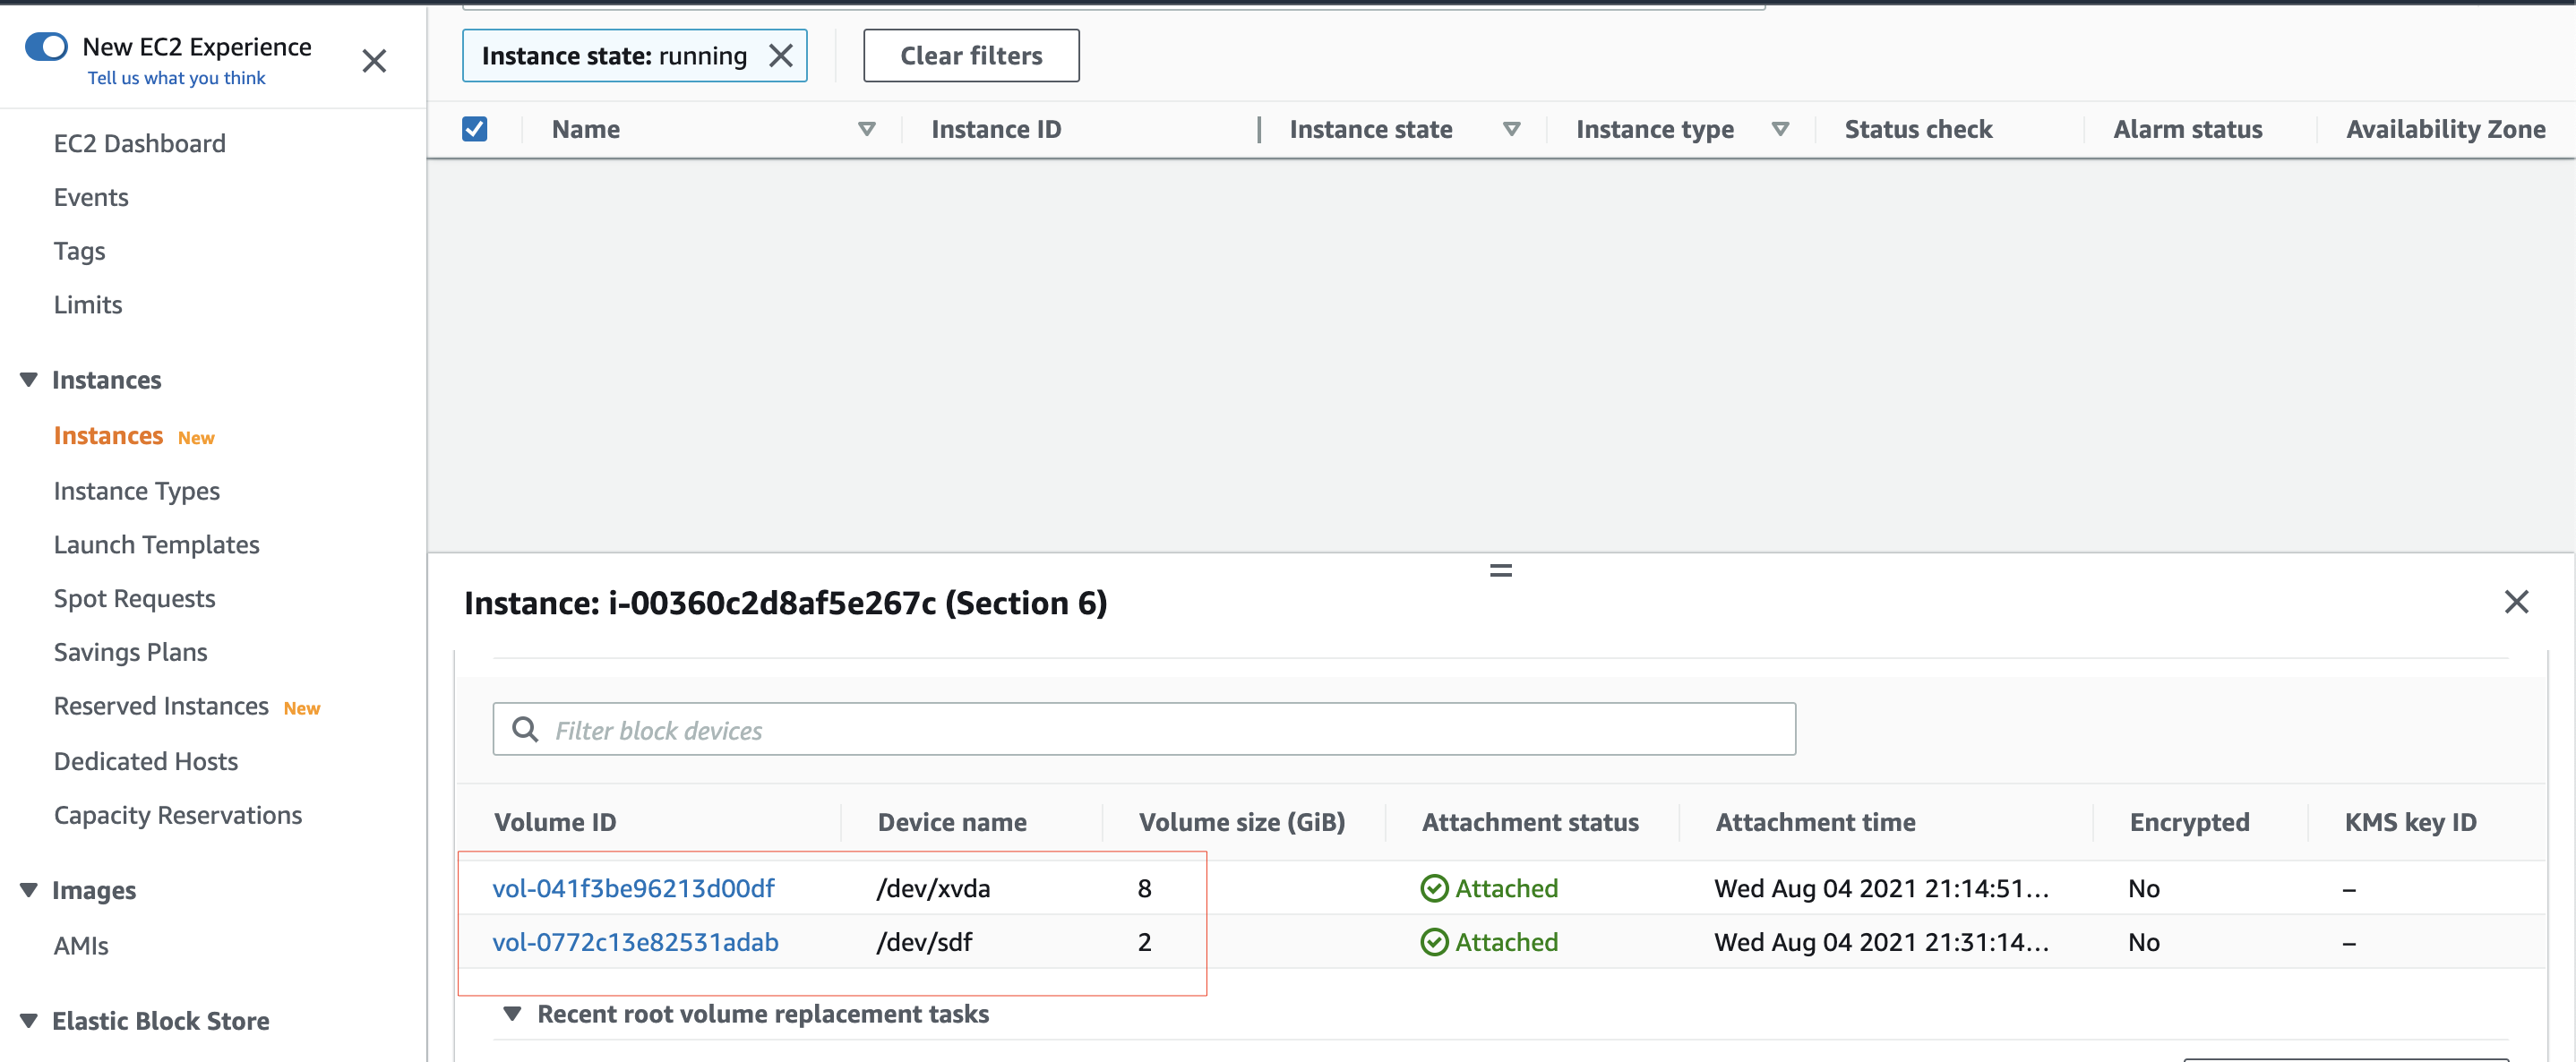 New EC2 Experience
Tell us what you think
EC2 Dashboard
Events
Tags
Limits
Instances
Instances New
Instance Types
Launch Templates
Spot Requests
Savings Plans
Reserved Instances New
Dedicated Hosts
Capacity Reservations
Images
AMIs
Elastic Block Store
Instance state: running
Clear filters
Name Instance ID Instance state Instance type Status check Alarm status Availability Zone
Instance: i-00360c2d8af5e267c (Section 6)
Filter block devices
Volume ID Device name Volume size (GiB) Attachment status Attachment time Encrypted KMS key ID
vol-041f3be96213d00df /dev/xvda 8 Attached Wed Aug 04 2021 21:14:51... No –
vol-0772c13e82531adab /dev/sdf 2 Attached Wed Aug 04 2021 21:31:14... No –
Recent root volume replacement tasks